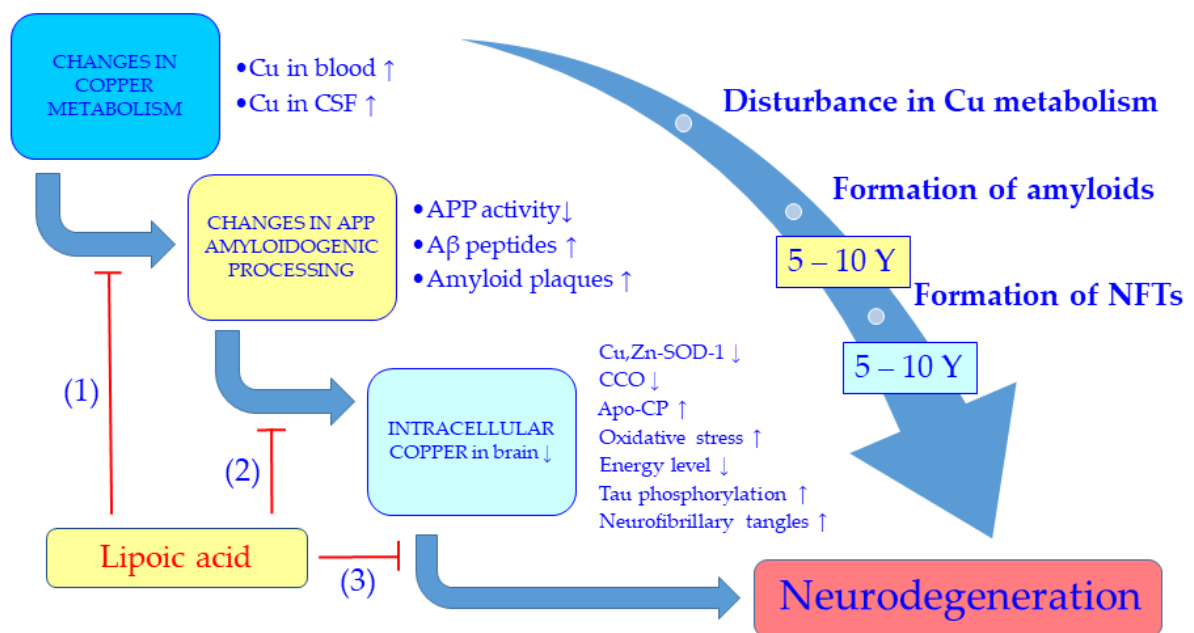 CHANGES IN
COPPER
METABOLISM
•Cu in blood ↑
•Cu in CSF ↑
Disturbance in Cu metabolism
Formation of amyloids
5 – 10 Y
Formation of NFTs
5 – 10 Y
CHANGES IN APP
AMYLOIDOGENIC
PROCESSING
•APP activity↓
•Aβ peptides ↑
•Amyloid plaques ↑
INTRACELLULAR
COPPER in brain ↓
Cu,Zn-SOD-1 ↓
CCO ↓
Apo-CP ↑
Oxidative stress ↑
Energy level ↓
Tau phosphorylation ↑
Neurofibrillary tangles ↑
(1)
(2)
Lipoic acid
(3)
Neurodegeneration